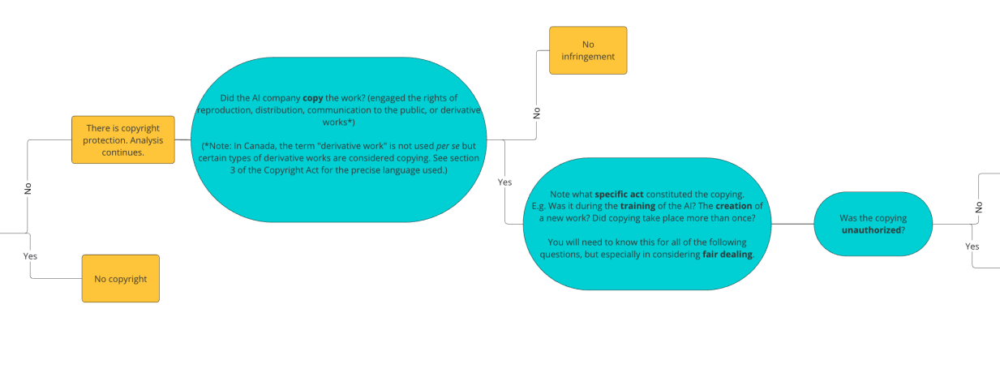 No
infringement
Did the AI company copy the work? (engaged the rights of
reproduction, distribution, communication to the public, or derivative
works*)
(*Note: In Canada, the term "derivative work" is not used per se but
certain types of derivative works are considered copying. See section
3 of the Copyright Act for the precise language used.)
No
There is copyright
protection. Analysis
continues.
No
Yes
No copyright
Yes
Note what specific act constituted the copying.
E.g. Was it during the training of the AI? The creation of
a new work? Did copying take place more than once?
You will need to know this for all of the following
questions, but especially in considering fair dealing.
Was the copying
unauthorized?
No
Yes